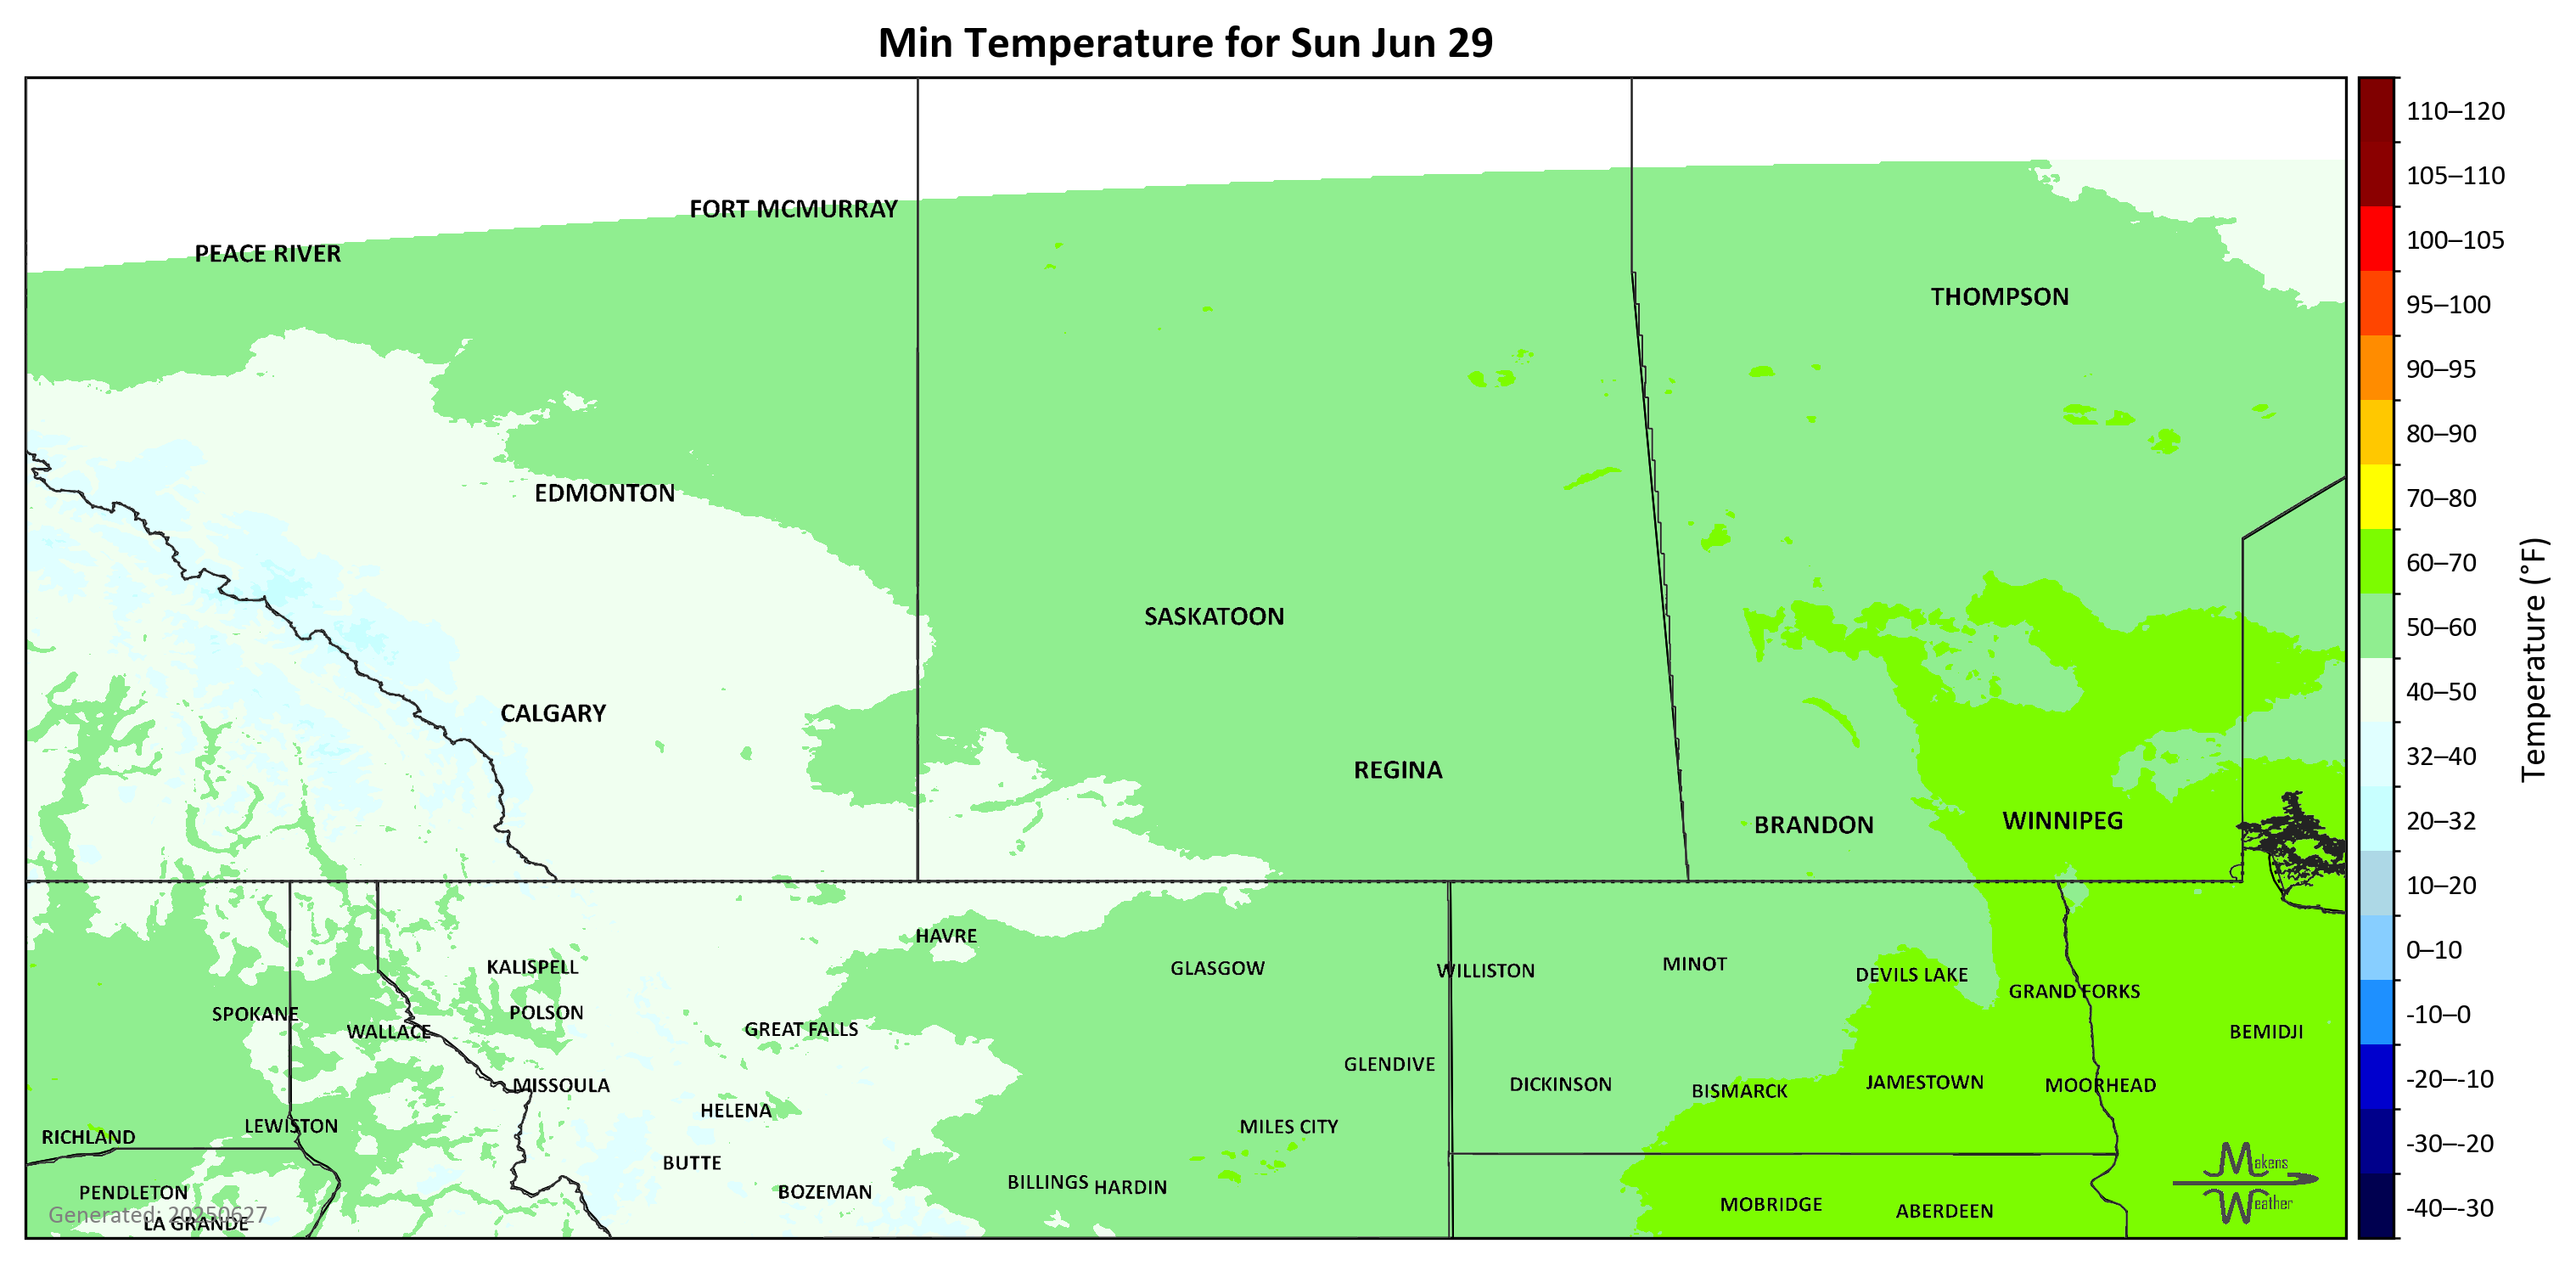 Min Temperature for Sun Jun 29
110–120
105–110
100–105
FORT MCMURRAY
PEACE RIVER
THOMPSON
95–100
90–95
80–90
EDMONTON
70–80
60–70
SASKATOON
50–60
Temperature (°F)
40–50
CALGARY
32–40
REGINA
BRANDON
WINNIPEG
20–32
10–20
HAVRE
0–10
KALISPELL
GLASGOW
WILLISTON
MINOT
DEVILS LAKE
GRAND FORKS
SPOKANE
POLSON
-10–0
WALLACE
GREAT FALLS
BEMIDJI
GLENDIVE
-20–-10
MISSOULA
DICKINSON
BISMARCK
JAMESTOWN
MOORHEAD
HELENA
LEWISTON
MILES CITY
RICHLAND
-30–-20
BUTTE
Makens
Weather
PENDLETON
BOZEMAN
BILLINGS
HARDIN
MOBRIDGE
ABERDEEN
-40–-30
Generated: 20250627
LA GRANDE